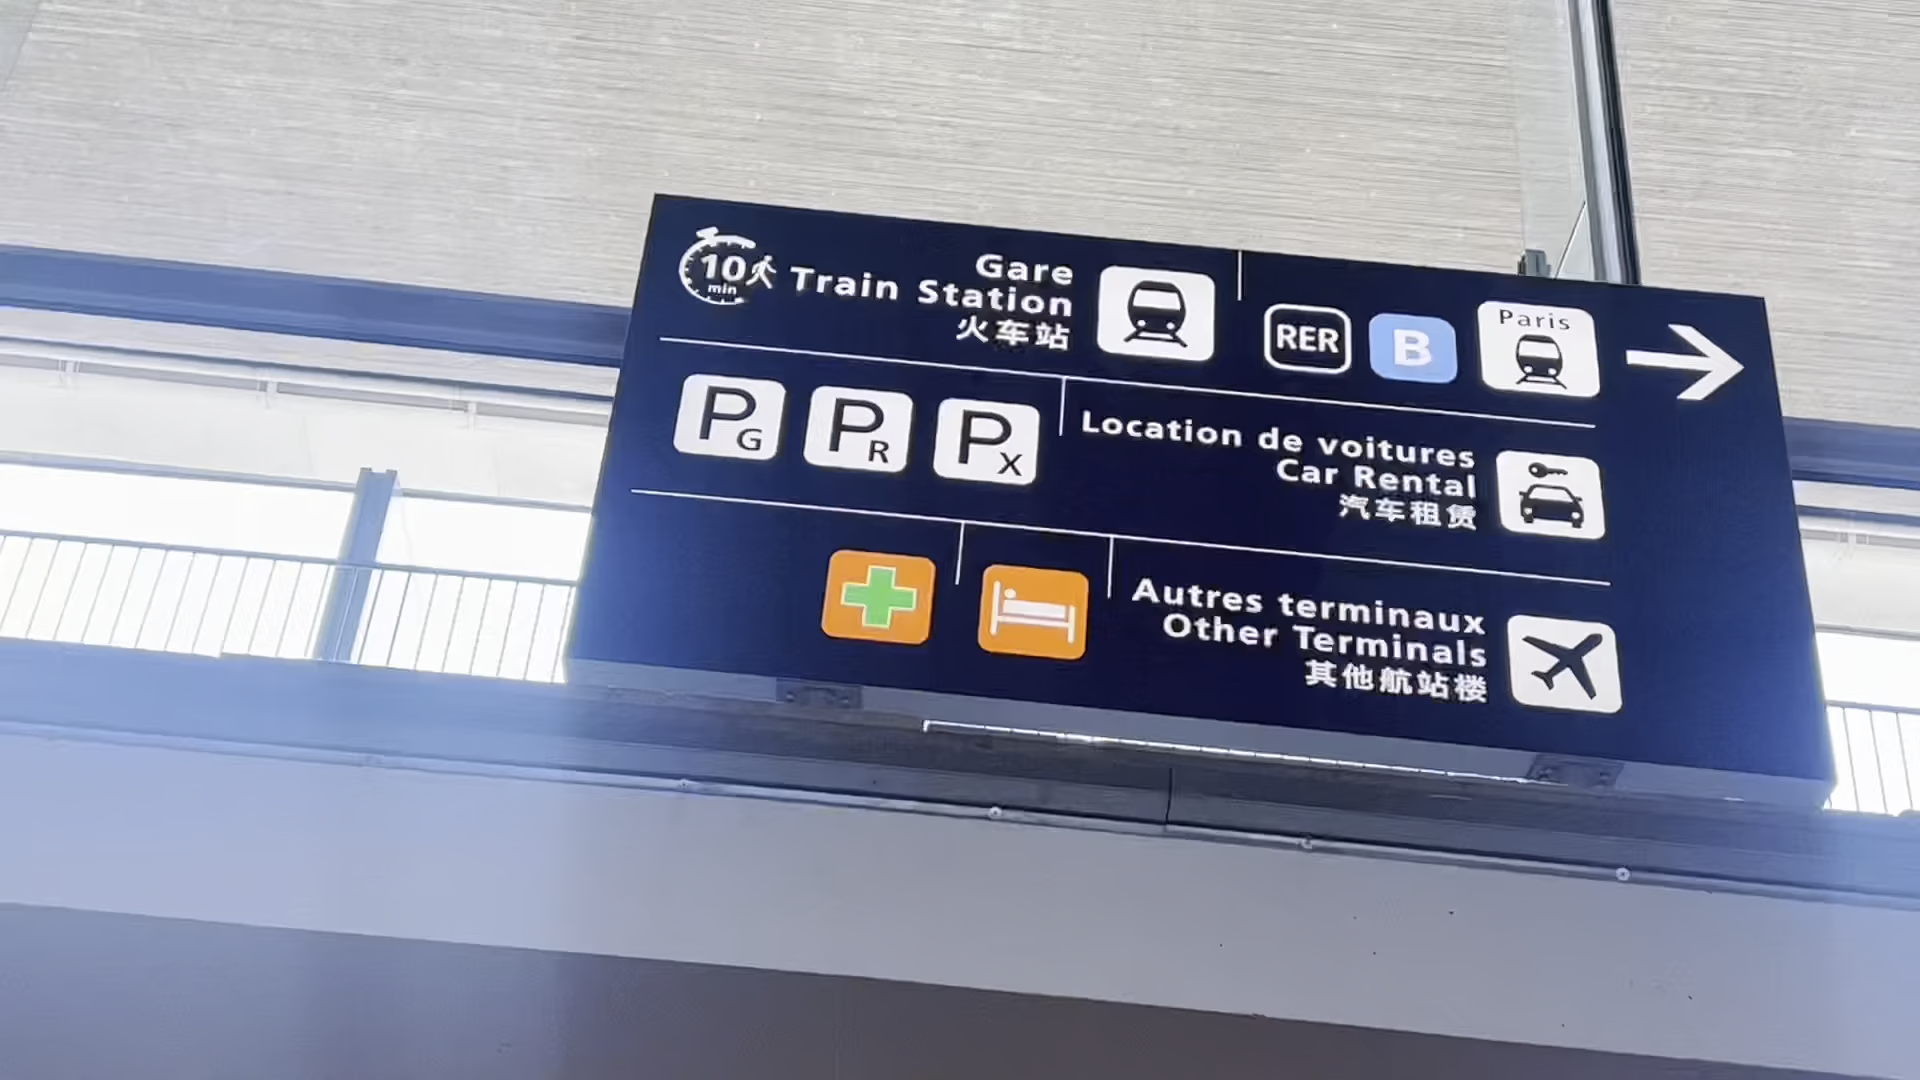 10 min
Gare
Train Station
火车站
RER B Paris
PG PR PX
Location de voitures
Car Rental
汽车租赁
Autres terminaux
Other Terminals
其他航站楼